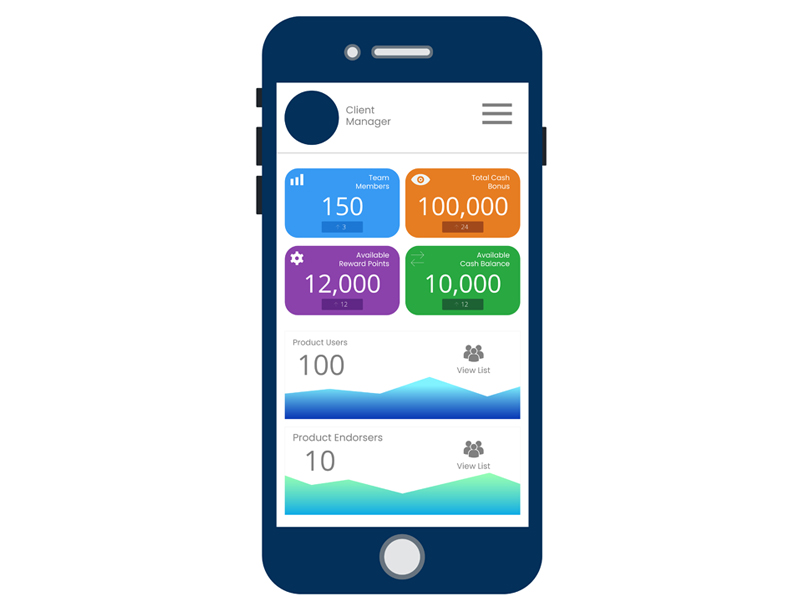 Client
Manager
Team
Members
150
3
Total Cash
Bonus
100,000
24
Available
Reward Points
12,000
12
Available
Cash Balance
10,000
12
Product Users
100
View List
Product Endorsers
10
View List